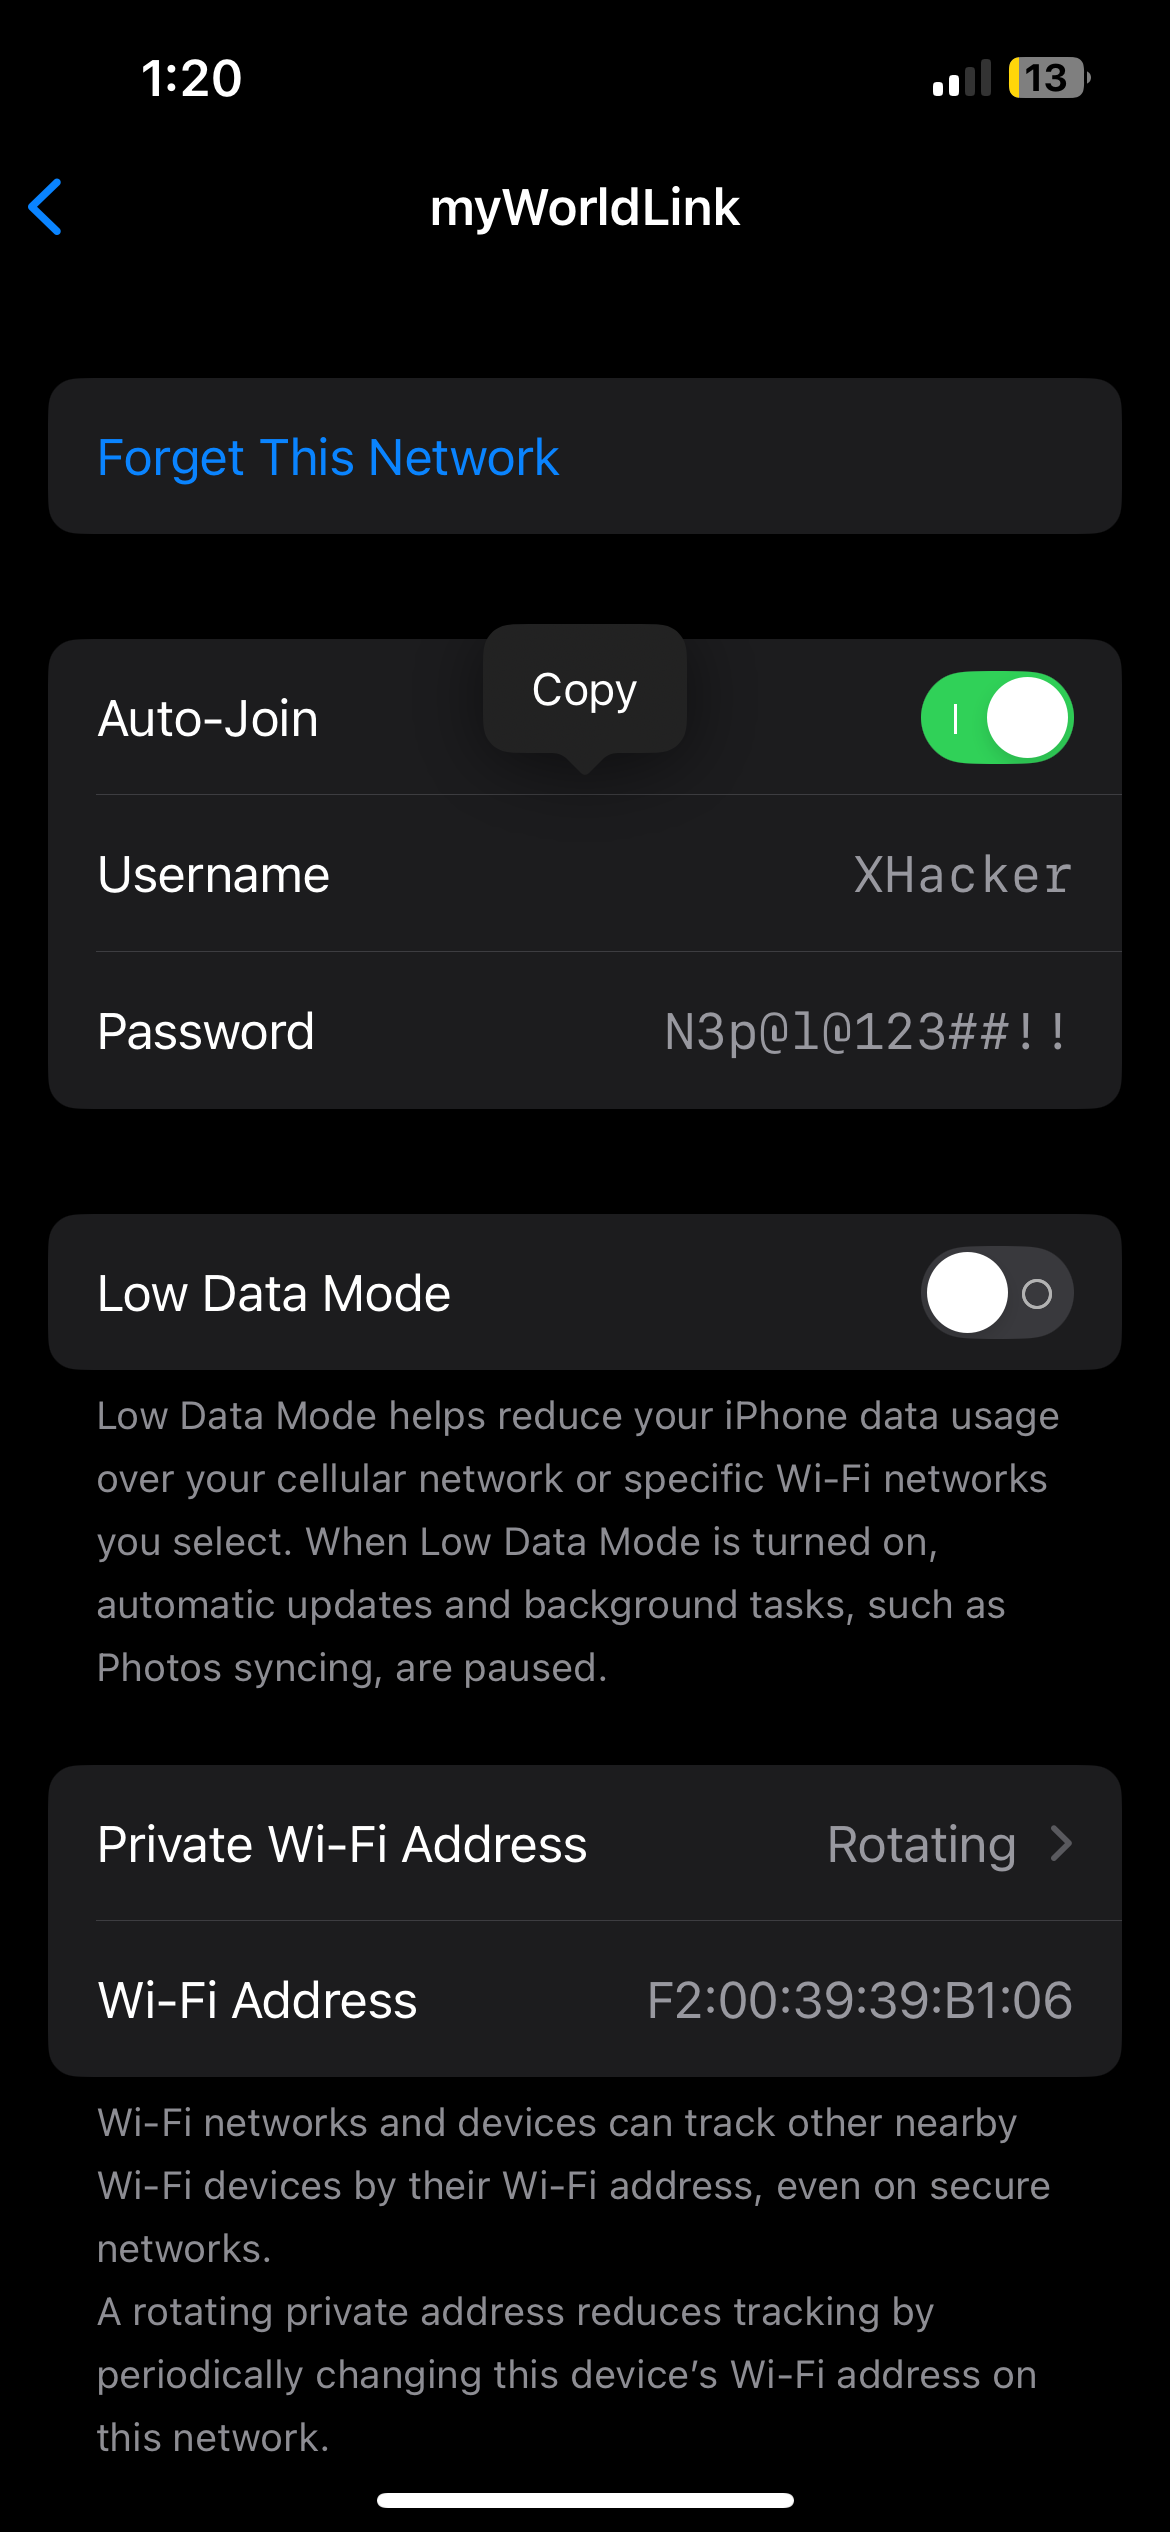 1:20
13
myWorldLink
Forget This Network
Copy
Auto-Join
Username XHacker
Password N3p@l@123##!!
Low Data Mode
Low Data Mode helps reduce your iPhone data usage
over your cellular network or specific Wi-Fi networks
you select. When Low Data Mode is turned on,
automatic updates and background tasks, such as
Photos syncing, are paused.
Private Wi-Fi Address Rotating
Wi-Fi Address F2:00:39:39:B1:06
Wi-Fi networks and devices can track other nearby
Wi-Fi devices by their Wi-Fi address, even on secure
networks.
A rotating private address reduces tracking by
periodically changing this device’s Wi-Fi address on
this network.